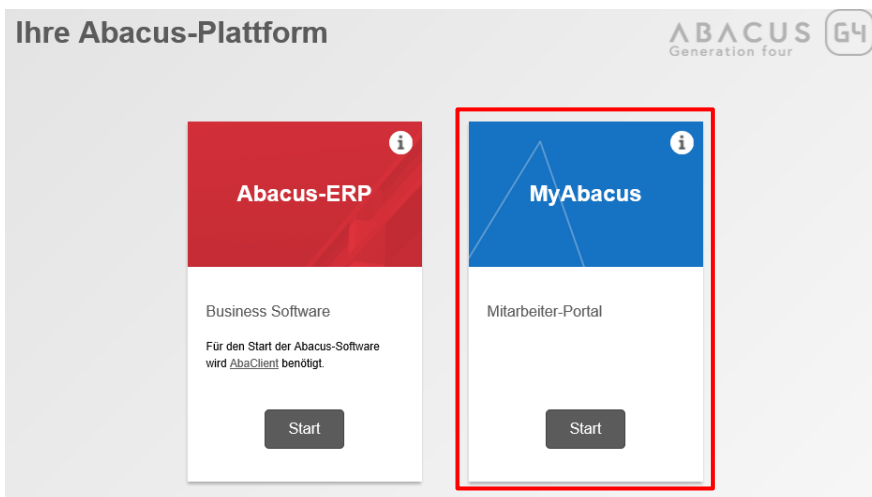 Ihre Abacus-Plattform
ABACUS G4
Generation four
Abacus-ERP
Business Software
Für den Start der Abacus-Software
wird AbaClient benötigt.
Start
MyAbacus
Mitarbeiter-Portal
Start